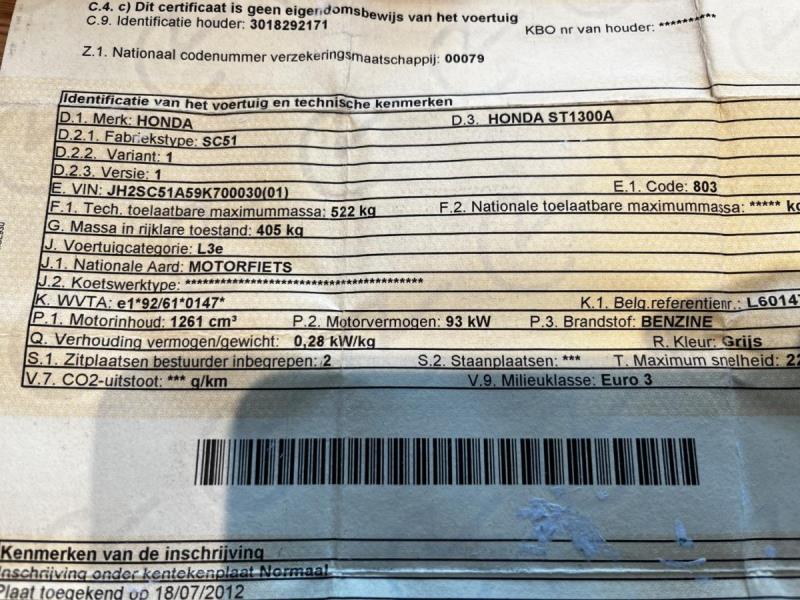 C.4. c) Dit certificaat is geen eigendomsbewijs van het voertuig
C.9. Identificatie houder: 3018292171 KBO nr van houder: **********
Z.1. Nationaal codenummer verzekeringsmaatschappij: 00079
Identificatie van het voertuig en technische kenmerken
D.1. Merk: HONDA D.3. HONDA ST1300A
D.2.1. Fabriekstype: SC51
D.2.2. Variant: 1
D.2.3. Versie: 1
E. VIN: JH2SC51A59K700030(01) E.1. Code: 803
F.1. Tech. toelaatbare maximummassa: 522 kg F.2. Nationale toelaatbare maximummassa: ***** kg
G. Massa in rijklare toestand: 405 kg
J. Voertuigcategorie: L3e
J.1. Nationale Aard: MOTORFIETS
J.2. Koetswerktype: **************************************
K. WVTA: e1*92/61*0147* K.1. Belg.referentienr.: L6014
P.1. Motorinhoud: 1261 cm³ P.2. Motorvermogen: 93 kW P.3. Brandstof: BENZINE
Q. Verhouding vermogen/gewicht: 0,28 kW/kg R. Kleur: Grijs
S.1. Zitplaatsen bestuurder inbegrepen: 2 S.2. Staanplaatsen: *** T. Maximum snelheid: 22
V.7. CO2-uitstoot: *** g/km V.9. Milieuklasse: Euro 3
Kenmerken van de inschrijving
Inschrijving onder kentekenplaat Normaal
Plaat toegekend op 18/07/2012